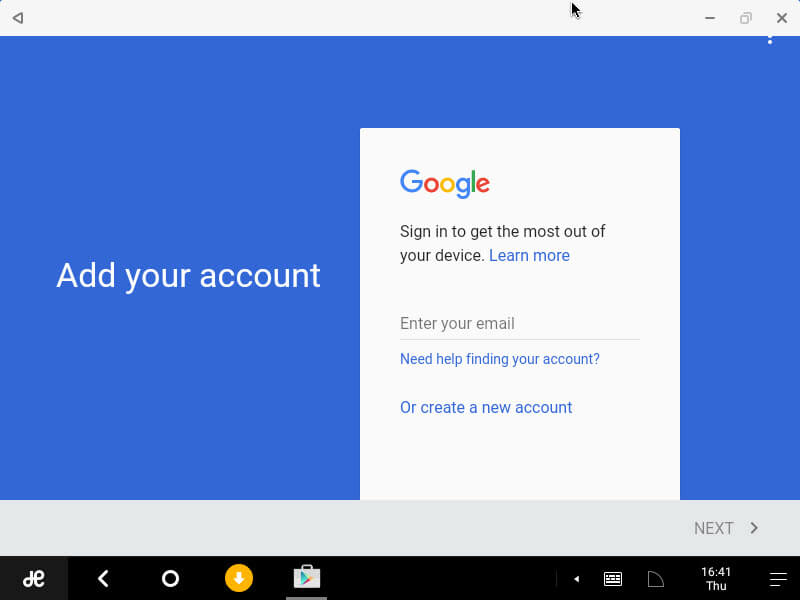 Add your account
Google
Sign in to get the most out of
your device. Learn more
Enter your email
Need help finding your account?
Or create a new account
NEXT
16:41
Thu